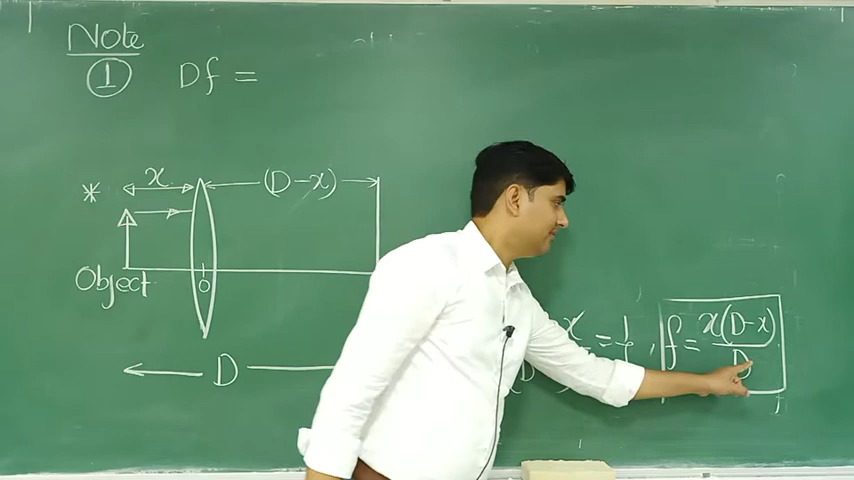 Note
① Df =
* x (D-x)
Object O
D
x = f , f = x(D-x)
D D